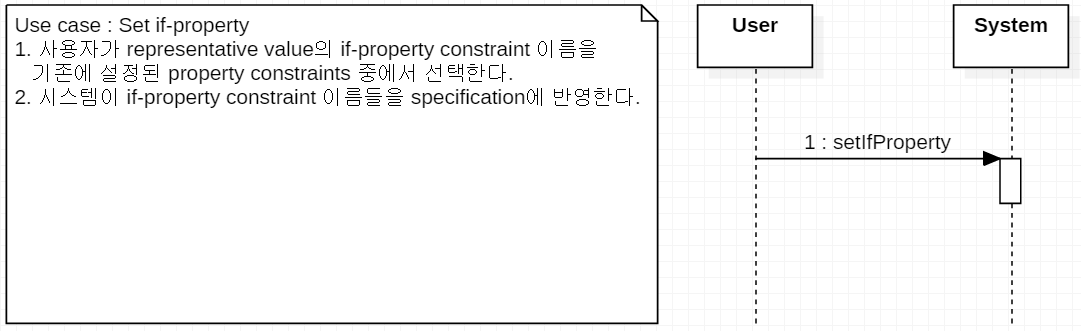 Use case : Set if-property
1. 사용자가 representative value의 if-property constraint 이름을
기존에 설정된 property constraints 중에서 선택한다.
2. 시스템이 if-property constraint 이름들을 specification에 반영한다.
User
System
1 : setIfProperty